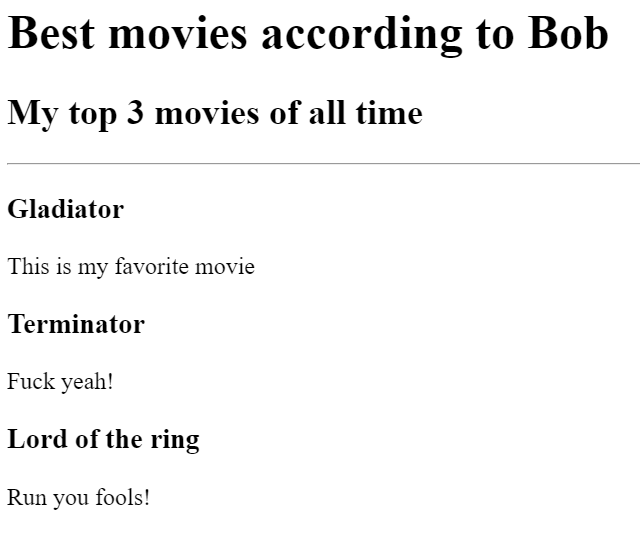 Best movies according to Bob
My top 3 movies of all time
Gladiator
This is my favorite movie
Terminator
Fuck yeah!
Lord of the ring
Run you fools!